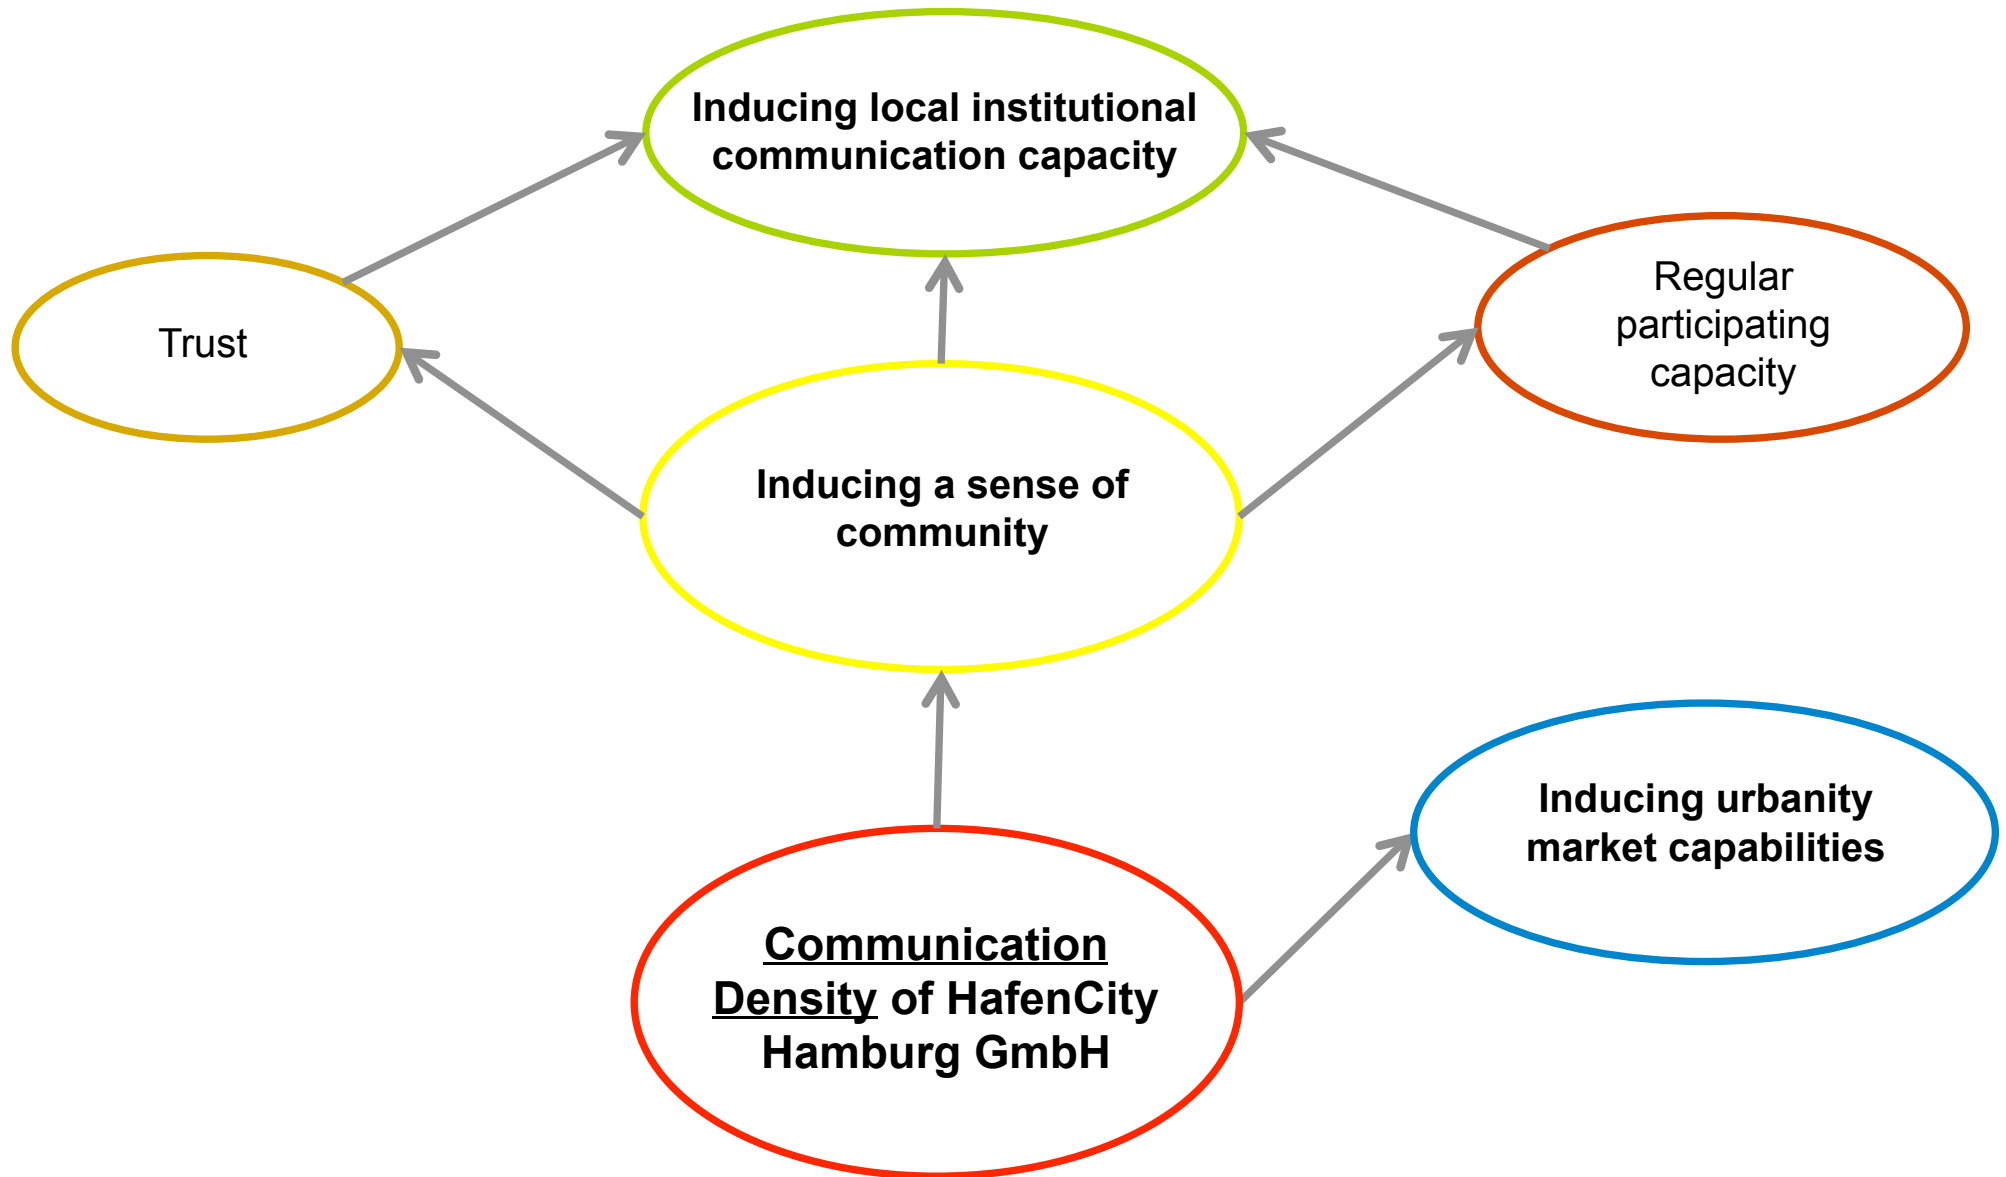 Inducing local institutional
communication capacity
Trust
Regular
participating
capacity
Inducing a sense of
community
Inducing urbanity
market capabilities
Communication
Density of HafenCity
Hamburg GmbH